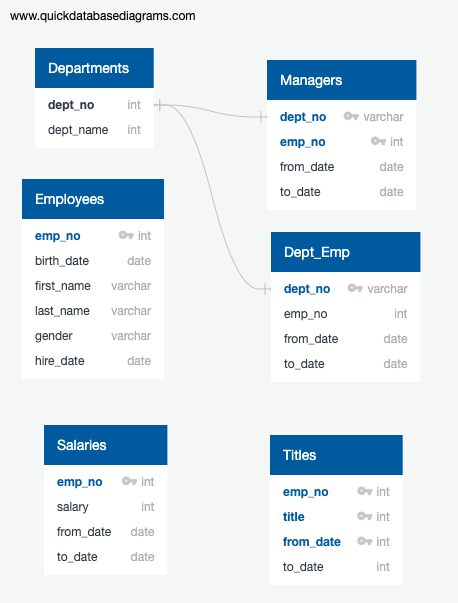 www.quickdatabasediagrams.com
Departments
dept_no int
dept_name int
Managers
dept_no varchar
emp_no int
from_date date
to_date date
Employees
emp_no int
birth_date date
first_name varchar
last_name varchar
gender varchar
hire_date date
Dept_Emp
dept_no varchar
emp_no int
from_date date
to_date date
Salaries
emp_no int
salary int
from_date date
to_date date
Titles
emp_no int
title int
from_date int
to_date int